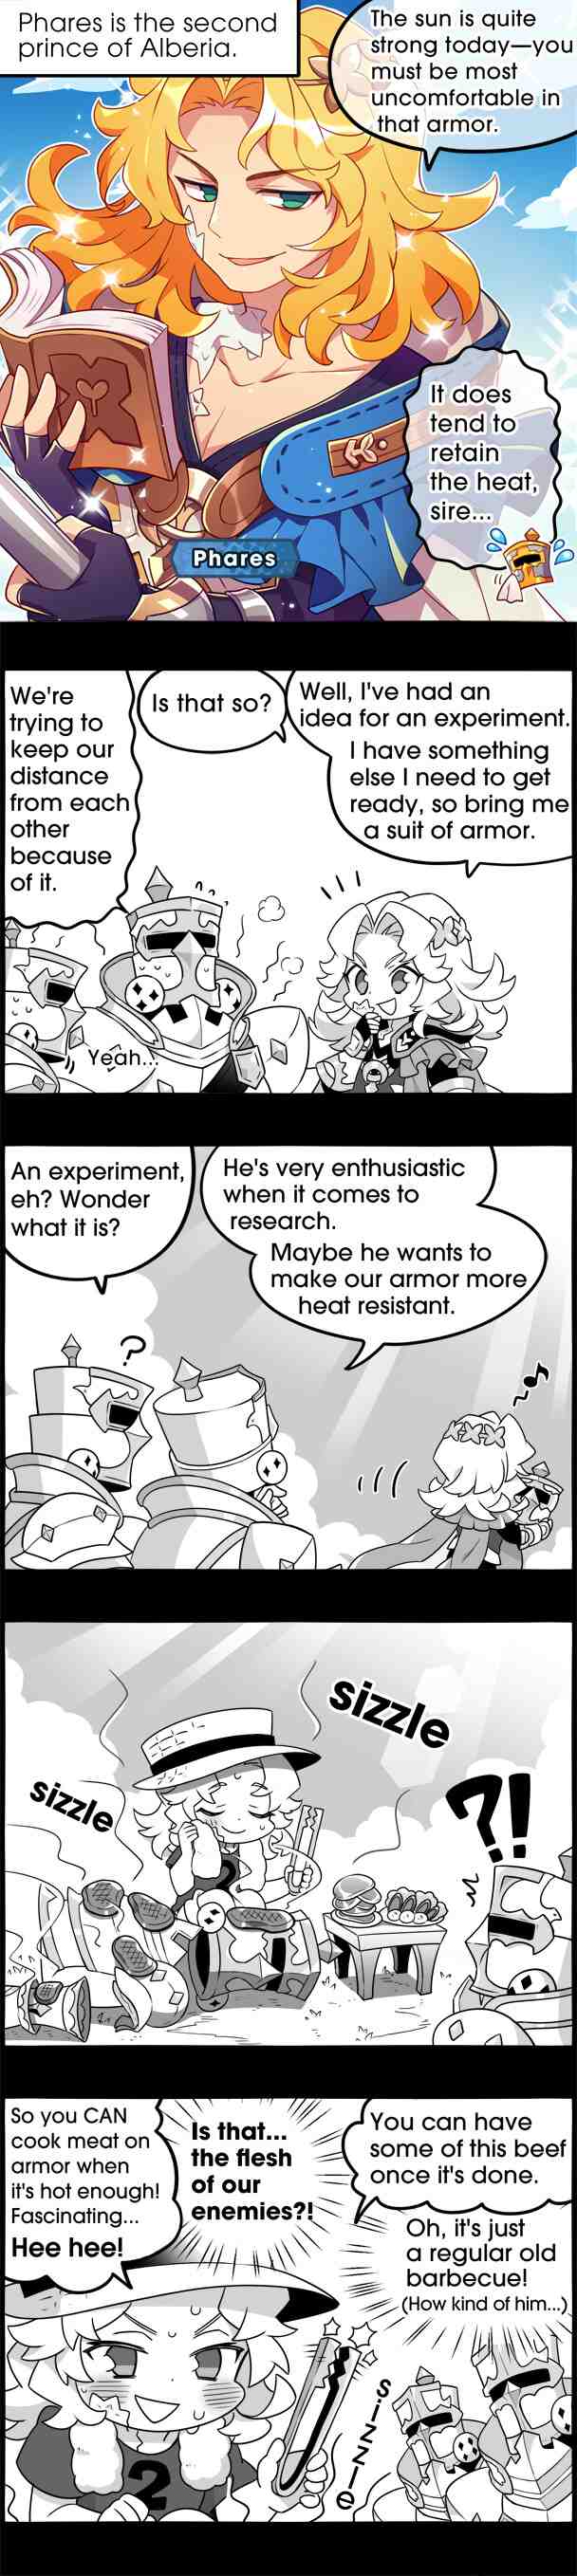 Phares is the second
prince of Alberia.
The sun is quite
strong today—you
must be most
uncomfortable in
that armor.
It does
tend to
retain
the heat,
sire...
Phares
We're
trying to
keep our
distance
from each
other
because
of it.
Is that so?
Well, I've had an
idea for an experiment.
I have something
else I need to get
ready, so bring me
a suit of armor.
Yeah...
An experiment,
eh? Wonder
what it is?
He's very enthusiastic
when it comes to
research.
Maybe he wants to
make our armor more
heat resistant.
?
sizzle
sizzle
?!
2
So you CAN
cook meat on
armor when
it's hot enough!
Fascinating...
Hee hee!
Is that...
the flesh
of our
enemies?!
You can have
some of this beef
once it's done.
Oh, it's just
a regular old
barbecue!
(How kind of him...)
sizzle
2